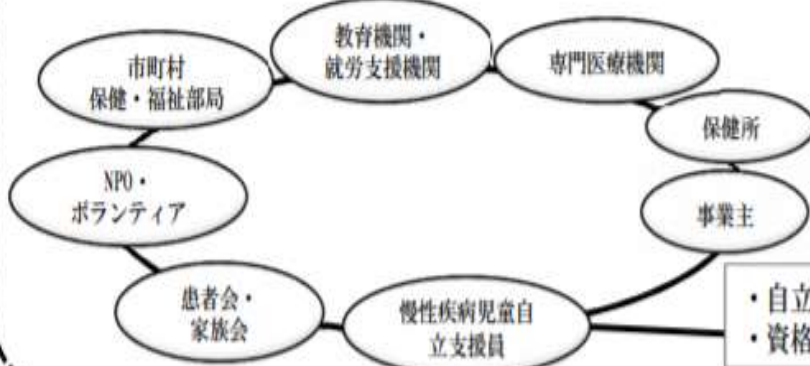 教育機関・
就労支援機関
市町村
保健・福祉部局
専門医療機関
保健所
NPO・
ボランティア
事業主
患者会・
家族会
慢性疾病児童自
立支援員
・自立
・資格